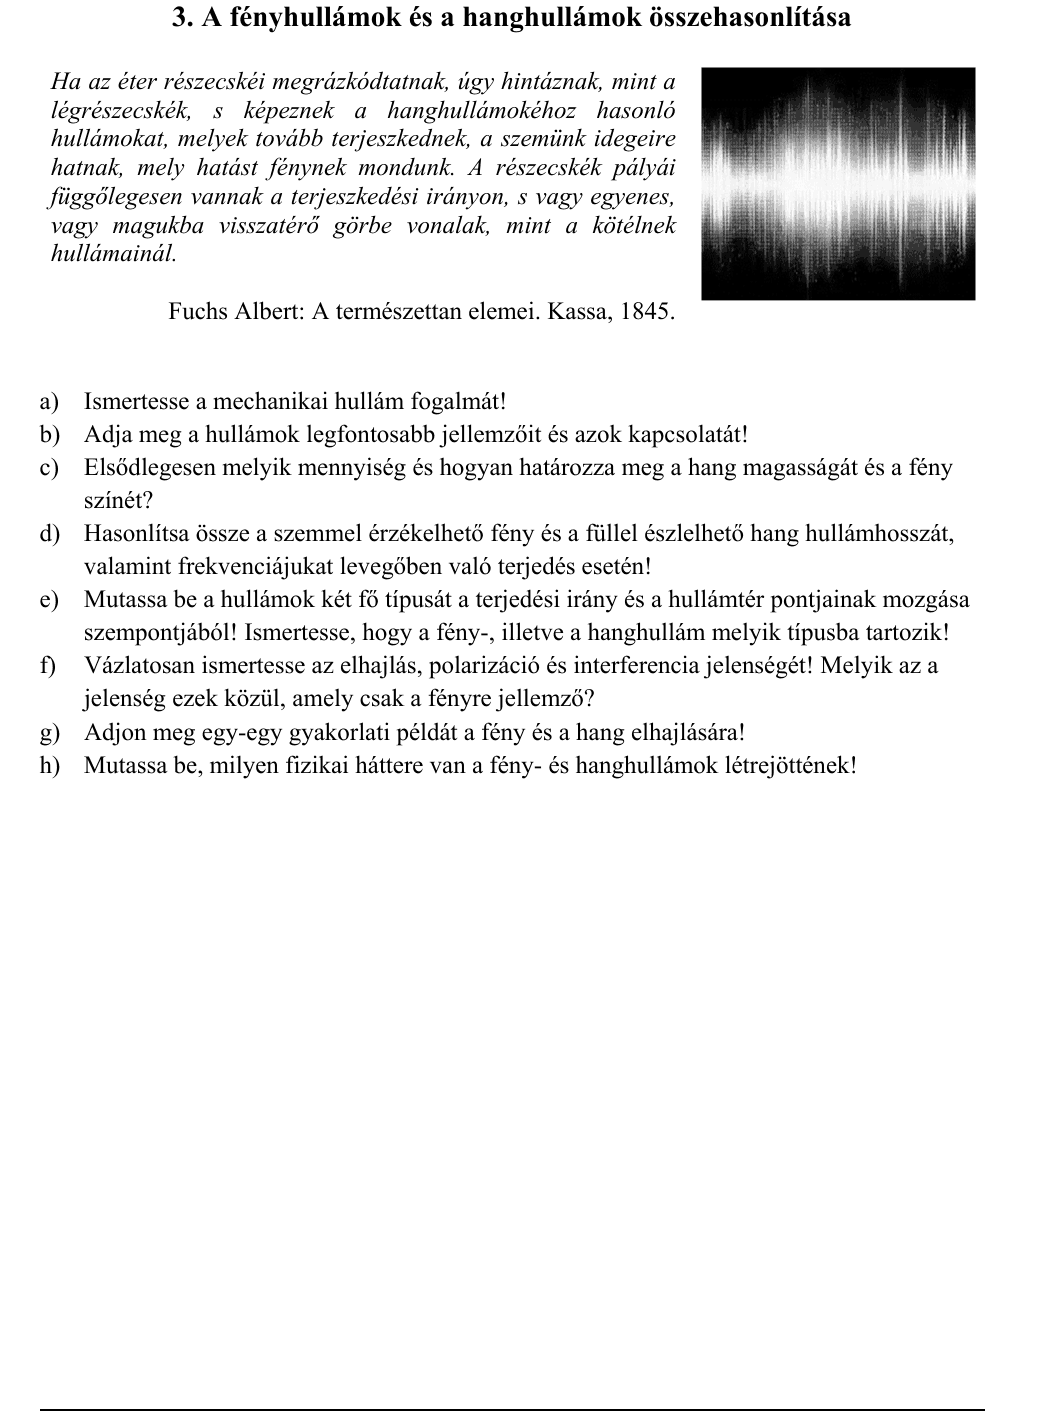 3. A fényhullámok és a hanghullámok összehasonlítása
Ha az éter részecskéi megrázkódtatnak, úgy hintáznak, mint a
légrészecskék, s képeznek a hanghullámokéhoz hasonló
hullámokat, melyek tovább terjeszkednek, a szemünk idegeire
hatnak, mely hatást fénynek mondunk. A részecskék pályái
függőlegesen vannak a terjeszkedési irányon, s vagy egyenes,
vagy magukba visszatérő görbe vonalak, mint a kötélnek
hullámainál.
Fuchs Albert: A természettan elemei. Kassa, 1845.
a) Ismertesse a mechanikai hullám fogalmát!
b) Adja meg a hullámok legfontosabb jellemzőit és azok kapcsolatát!
c) Elsődlegesen melyik mennyiség és hogyan határozza meg a hang magasságát és a fény
színét?
d) Hasonlítsa össze a szemmel érzékelhető fény és a füllel észlelhető hang hullámhosszát,
valamint frekvenciájukat levegőben való terjedés esetén!
e) Mutassa be a hullámok két fő típusát a terjedési irány és a hullámtér pontjainak mozgása
szempontjából! Ismertesse, hogy a fény-, illetve a hanghullám melyik típusba tartozik!
f) Vázlatosan ismertesse az elhajlás, polarizáció és interferencia jelenségét! Melyik az a
jelenség ezek közül, amely csak a fényre jellemző?
g) Adjon meg egy-egy gyakorlati példát a fény és a hang elhajlására!
h) Mutassa be, milyen fizikai háttere van a fény- és hanghullámok létrejöttének!